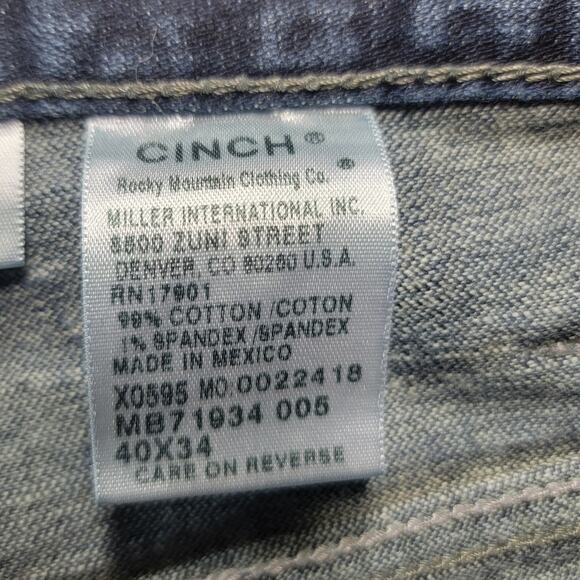 CINCH®
®
Rocky Mountain Clothing Co.
MILLER INTERNATIONAL INC.
8500 ZUNI STREET
DENVER, CO 80260 U.S.A.
RN17901
99% COTTON /COTON
1% SPANDEX /SPANDEX
MADE IN MEXICO
X0595 MO.0022418
MB71934 005
40X34
CARE ON REVERSE